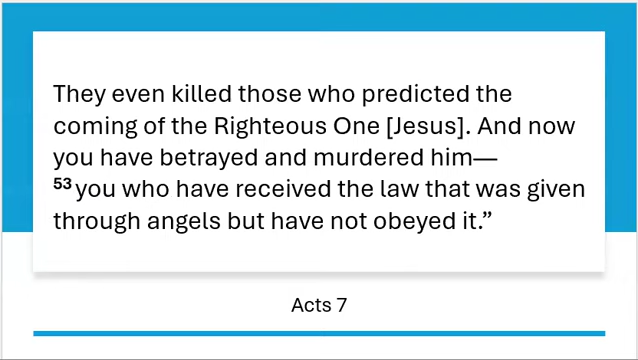 They even killed those who predicted the
coming of the Righteous One [Jesus]. And now
you have betrayed and murdered him—
53 you who have received the law that was given
through angels but have not obeyed it.”
Acts 7